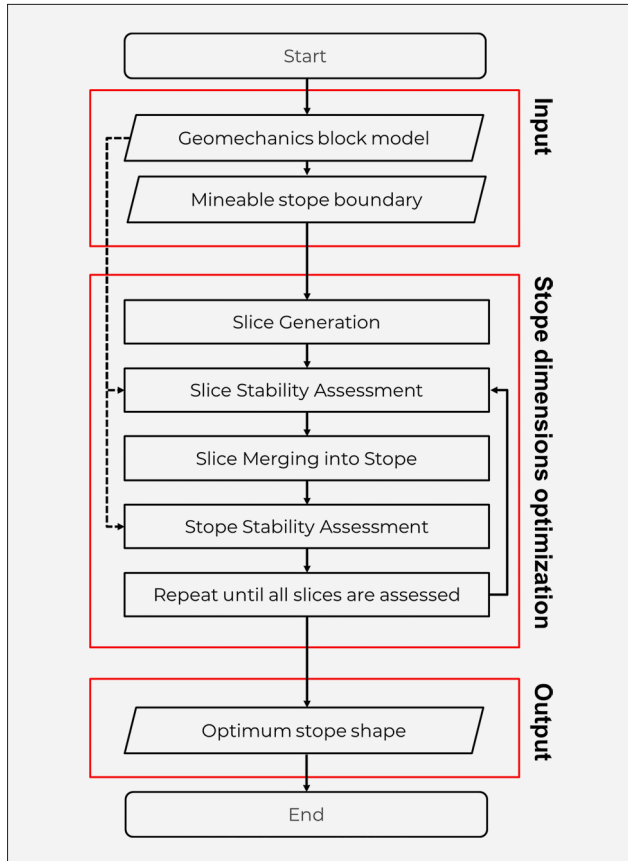 Start
Input
Geomechanics block model
Mineable stope boundary
Stope dimensions optimization
Slice Generation
Slice Stability Assessment
Slice Merging into Stope
Stope Stability Assessment
Repeat until all slices are assessed
Output
Optimum stope shape
End